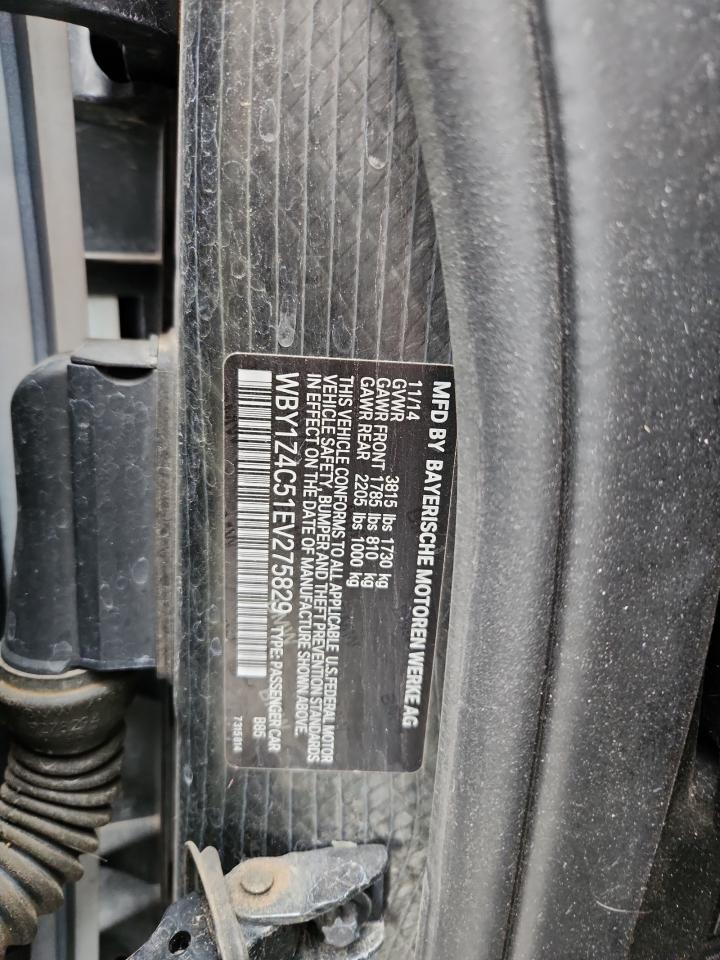 MFD BY BAYERISCHE MOTOREN WERKE AG
11/14
GVWR 3815 lbs 1730 kg
GAWR FRONT 1785 lbs 810 kg
GAWR REAR 2205 lbs 1000 kg
THIS VEHICLE CONFORMS TO ALL APPLICABLE U.S.FEDERAL MOTOR
VEHICLE SAFETY, BUMPER AND THEFT PREVENTION STANDARDS
IN EFFECT ON THE DATE OF MANUFACTURE SHOWN ABOVE.
WBY1Z4C51EV275829 TYPE: PASSENGER CAR
B95
7315614